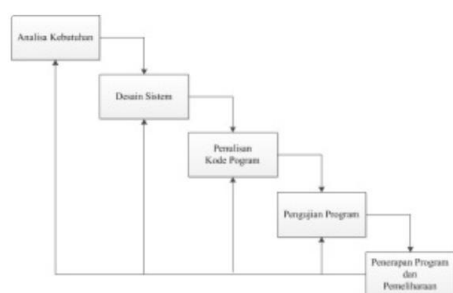 Analisa Kebutuhan
Desain Sistem
Penulisan
Kode Pogram
Pengujian Program
Penerapan Program
dan
Pemeliharaan